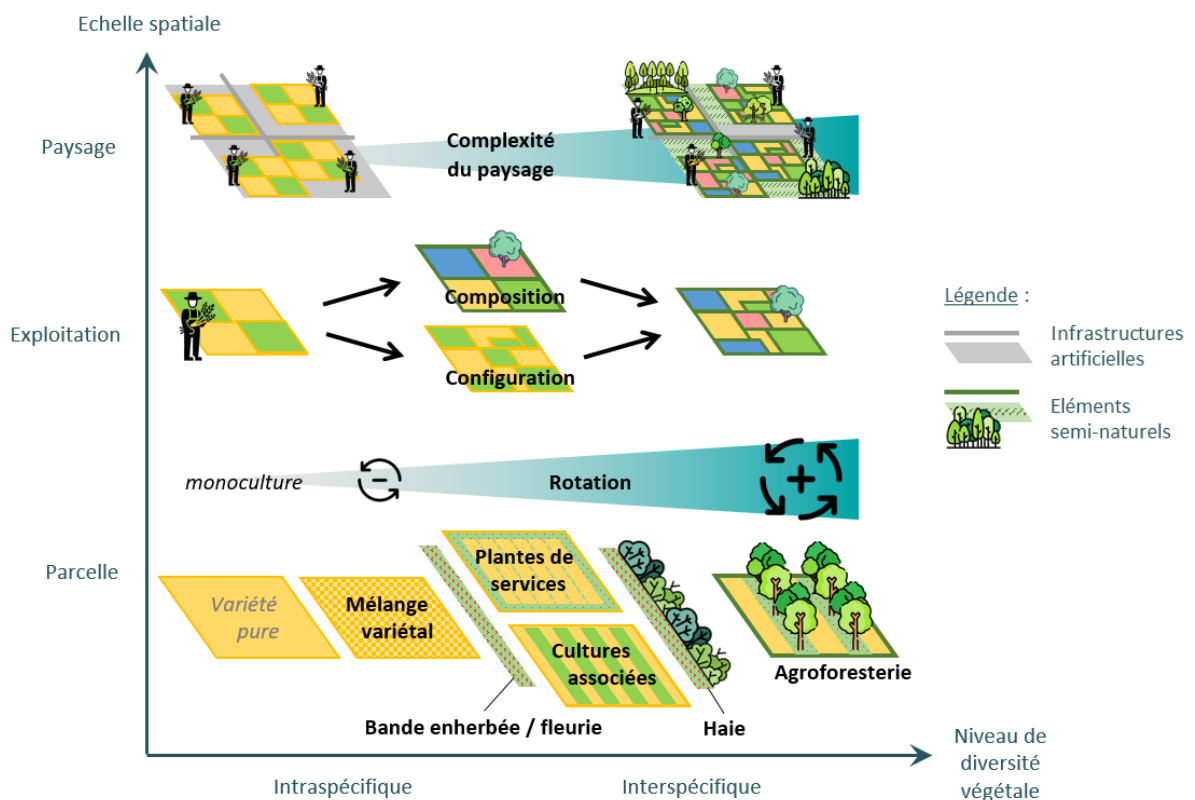 Echelle spatiale
Paysage
Complexité
du paysage
Exploitation
Composition
Configuration
Légende :
Infrastructures
artificielles
Eléments
semi-naturels
monoculture
−
Rotation
+
Parcelle
Variété
pure
Mélange
variétal
Plantes de
services
Cultures
associées
Agroforesterie
Bande enherbée / fleurie
Haie
Intraspécifique
Interspécifique
Niveau de
diversité
végétale